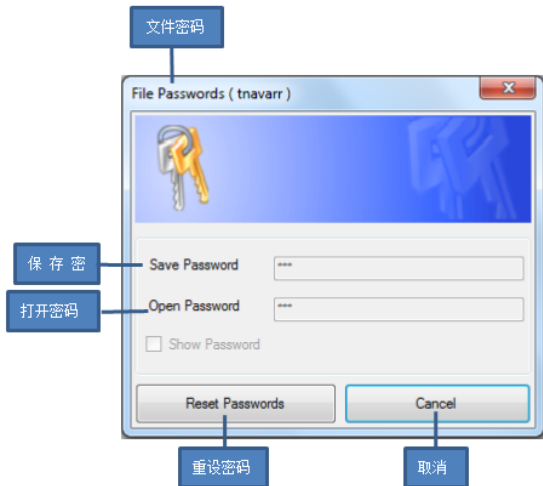 文件密码
File Passwords ( tnavarr )
保 存 密
Save Password
***
打开密码
Open Password
***
Show Password
Reset Passwords
Cancel
重设密码
取消